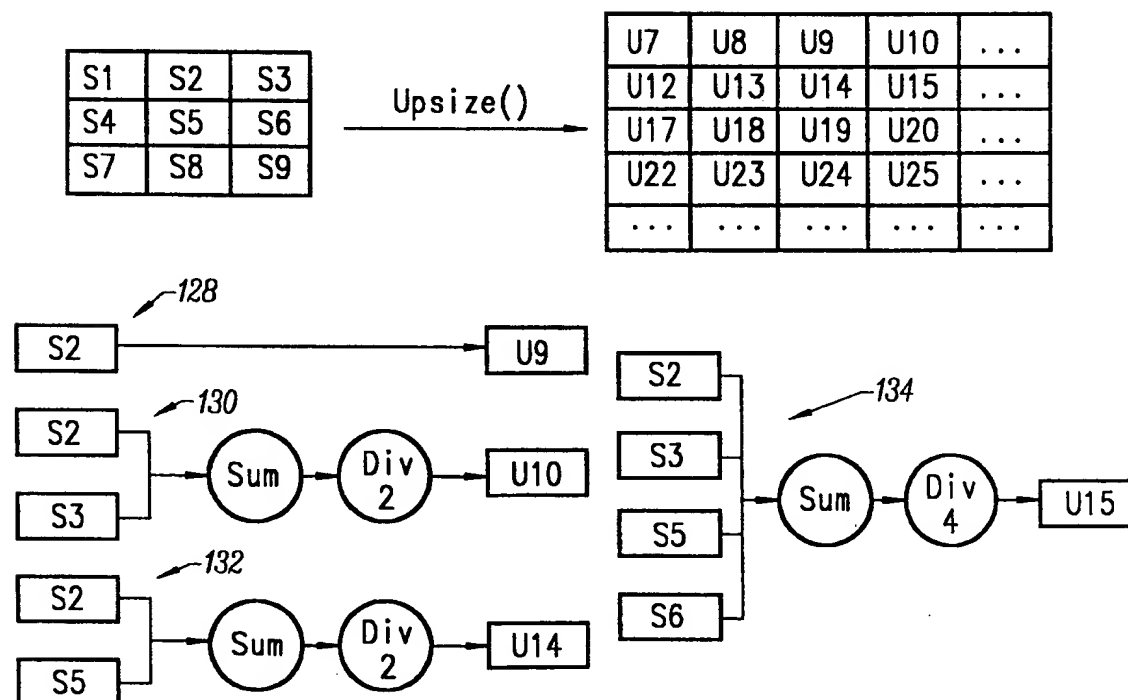 S1 S2 S3
S4 S5 S6
S7 S8 S9
Upsize()
U7 U8 U9 U10 ...
U12 U13 U14 U15 ...
U17 U18 U19 U20 ...
U22 U23 U24 U25 ...
... ... ... ... ...
128
S2 U9
130
S2
S3
Sum
Div
2
U10
132
S2
S5
Sum
Div
2
U14
134
S2
S3
S5
S6
Sum
Div
4
U15